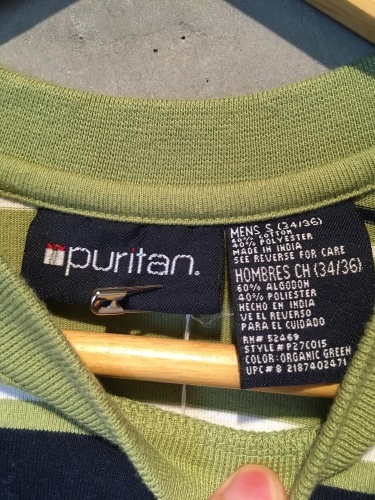 puritan.
MENS S (34/36)
60% COTTON
40% POLYESTER
MADE IN INDIA
SEE REVERSE FOR CARE
HOMBRES CH (34/36)
60% ALGODON
40% POLIESTER
HECHO EN INDIA
VE EL REVERSO
PARA EL CUIDADO
RN# 52469
STYLE # P27C015
COLOR: ORGANIC GREEN
UPC# 8 2187402471